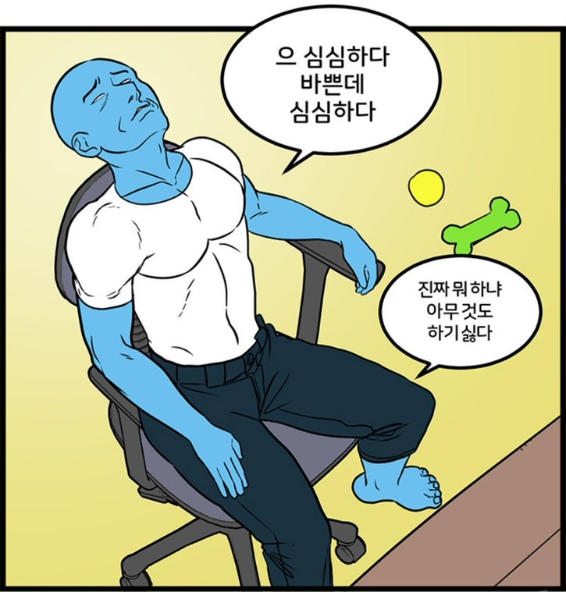 으 심심하다
바쁜데
심심하다
진짜 뭐 하냐
아무 것도
하기 싫다